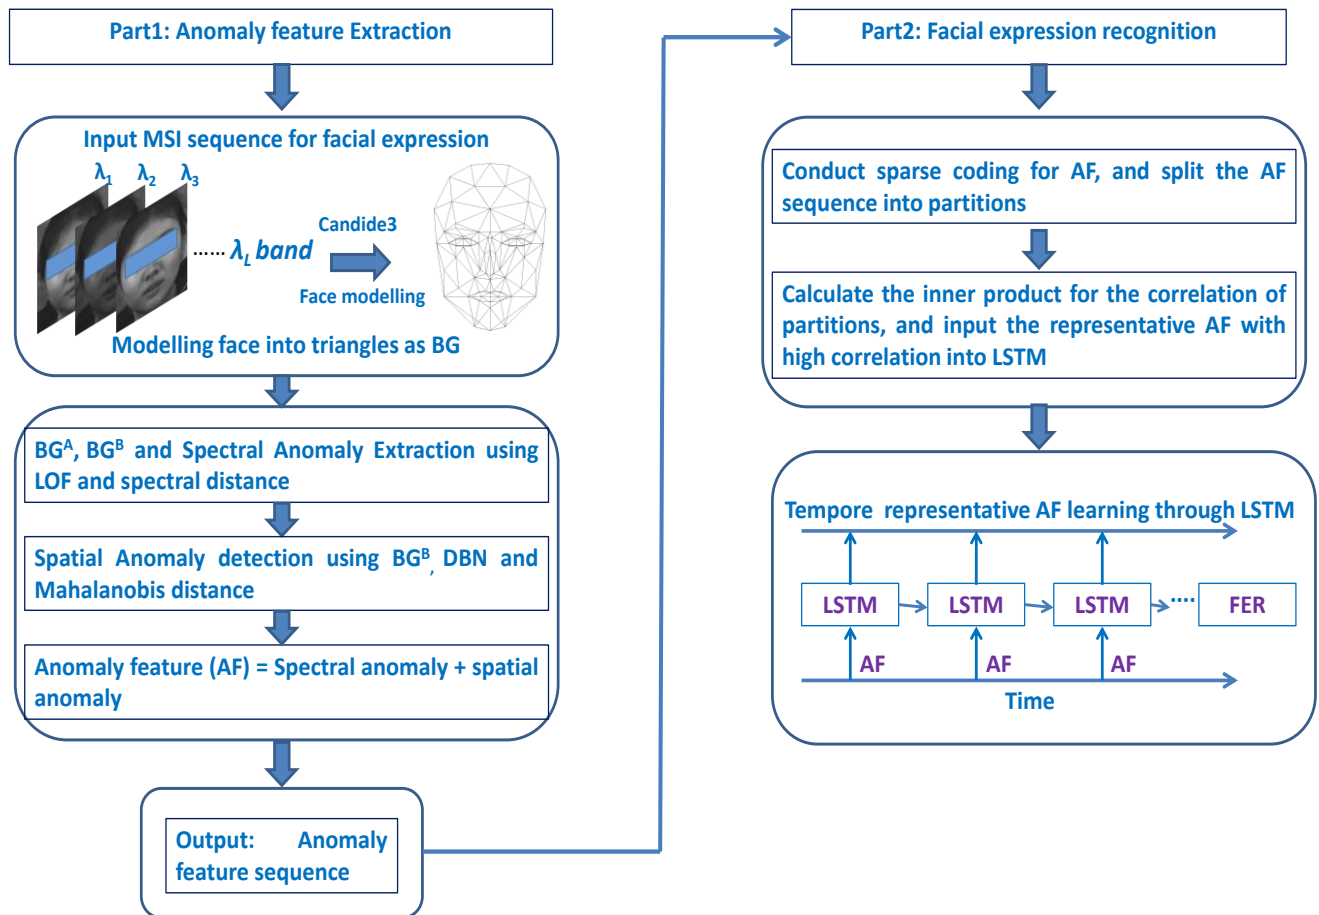 Part1: Anomaly feature Extraction
Input MSI sequence for facial expression
λ1 λ2 λ3
...... λL band
Candide3
Face modelling
Modelling face into triangles as BG
BG^A, BG^B and Spectral Anomaly Extraction using
LOF and spectral distance
Spatial Anomaly detection using BG^B, DBN and
Mahalanobis distance
Anomaly feature (AF) = Spectral anomaly + spatial
anomaly
Output: Anomaly
feature sequence
Part2: Facial expression recognition
Conduct sparse coding for AF, and split the AF
sequence into partitions
Calculate the inner product for the correlation of
partitions, and input the representative AF with
high correlation into LSTM
Tempore representative AF learning through LSTM
LSTM LSTM LSTM .... FER
AF AF AF
Time